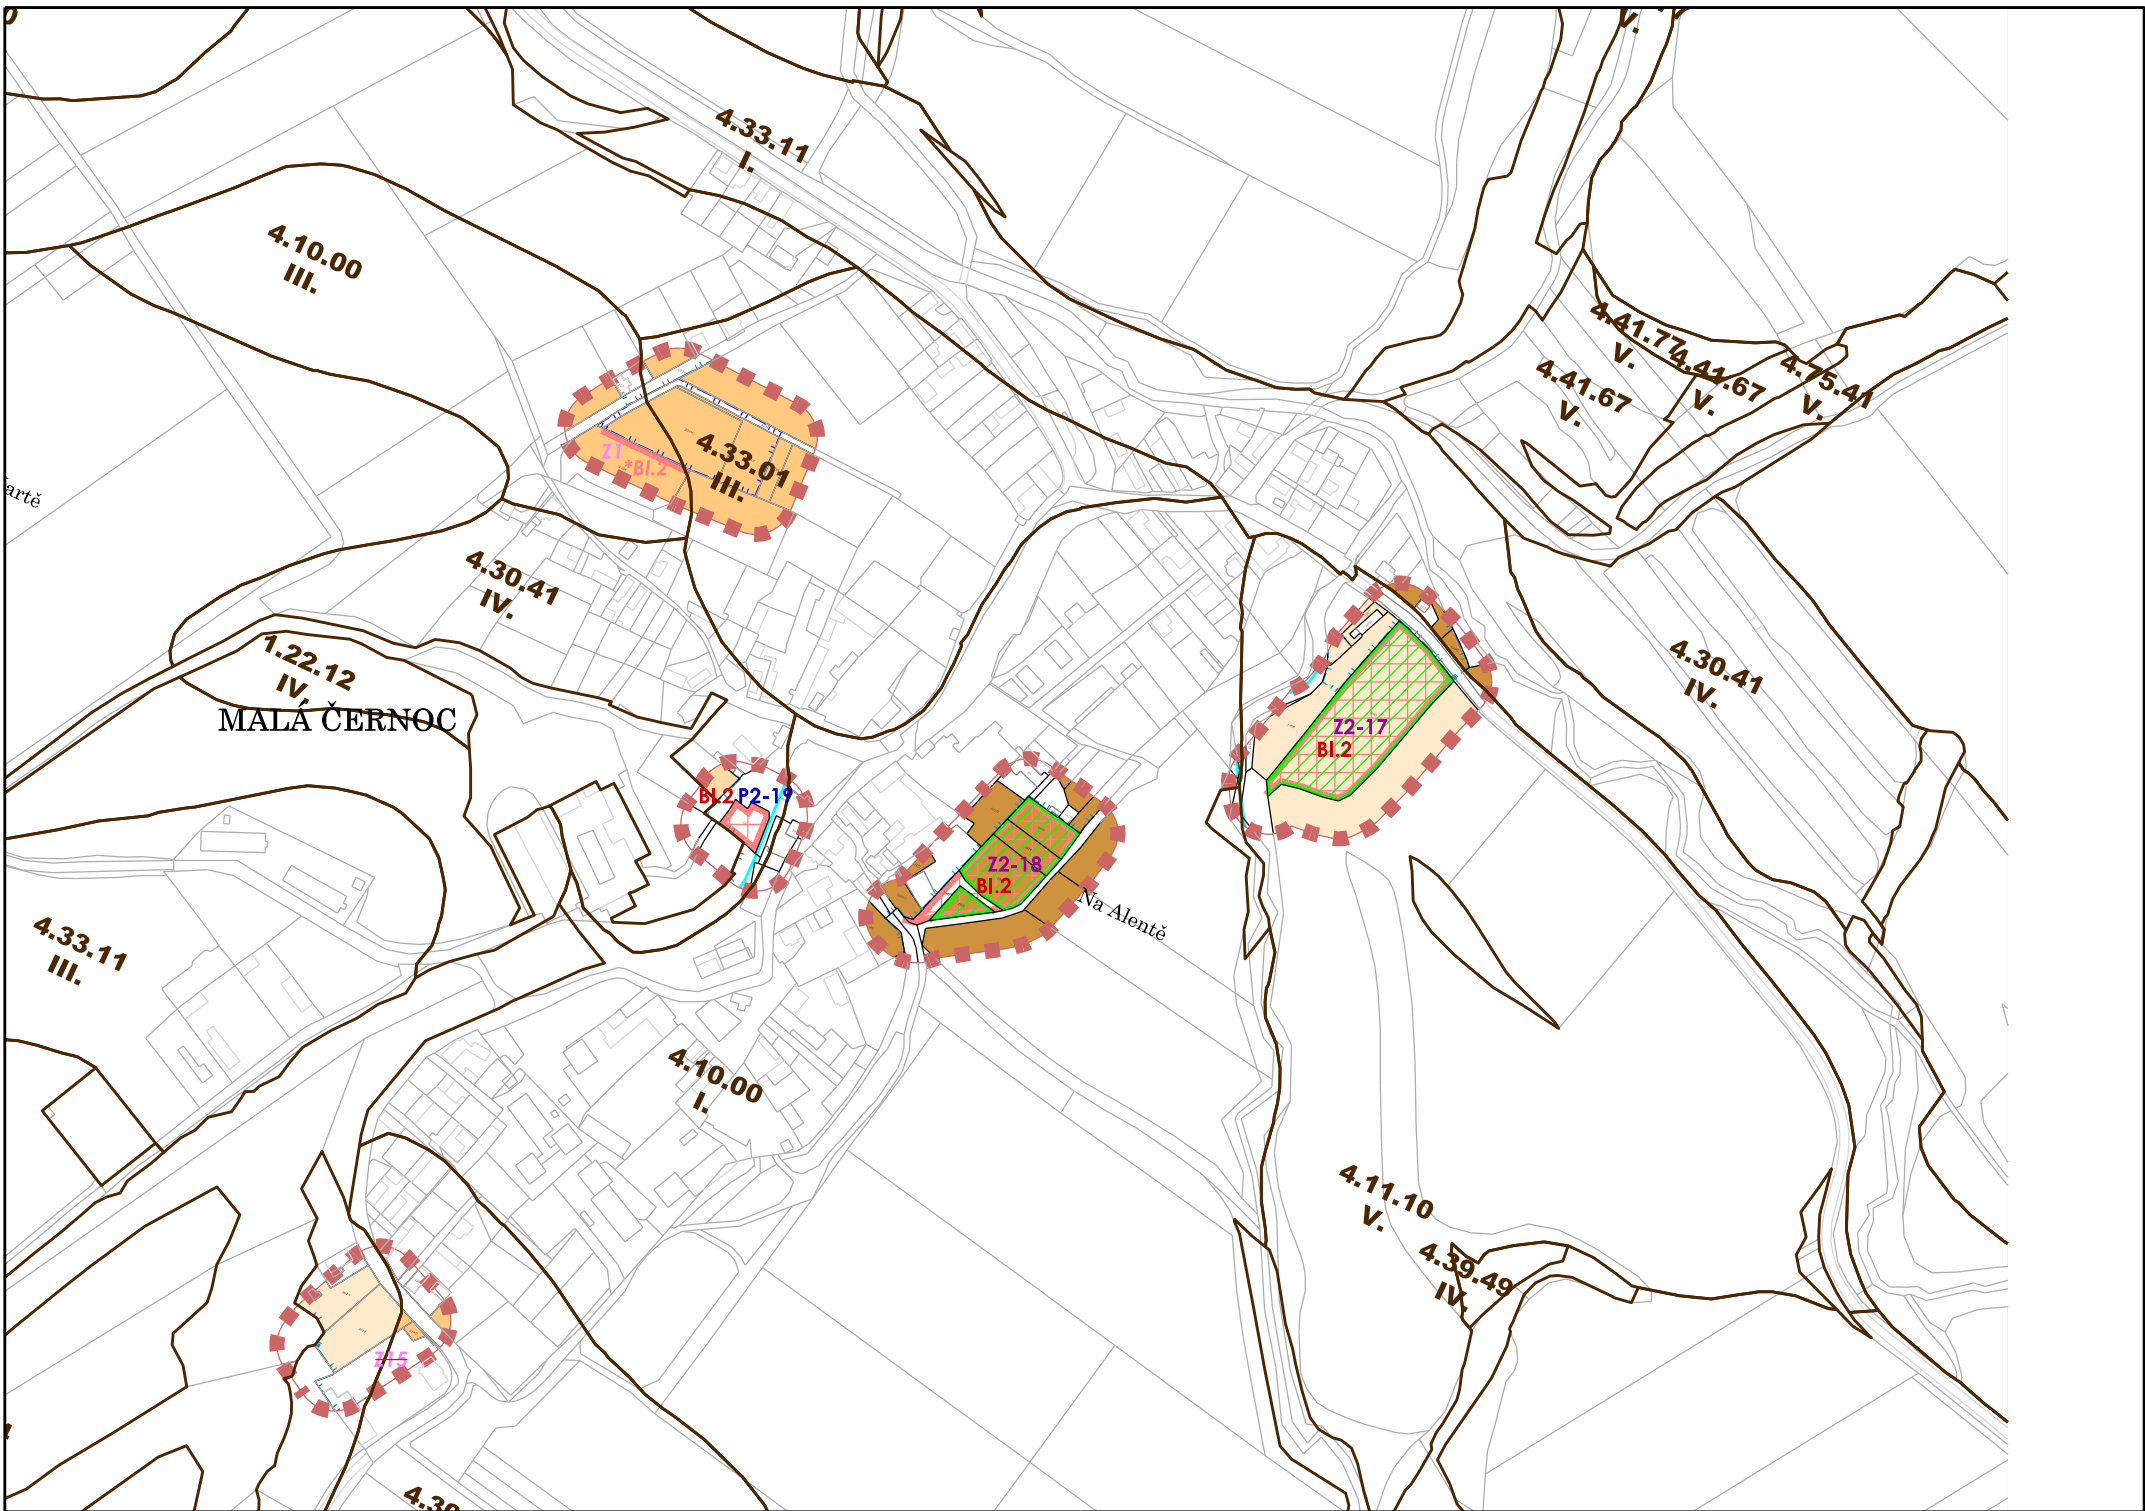 4.33.11
I.
4.10.00
III.
4.41.77
V.
4.41.67
V.
4.41.67
V.
4.75.41
V.
Z1
*BI.2
4.33.01
III.
artě
4.30.41
IV.
1.22.12
IV.
MALÁ ČERNOC
4.30.41
IV.
Z2-17
BI.2
BI.2 P2-19
Z2-18
BI.2
Na Alentě
4.33.11
III.
4.10.00
I.
4.11.10
V.
4.39.49
IV.
Z15